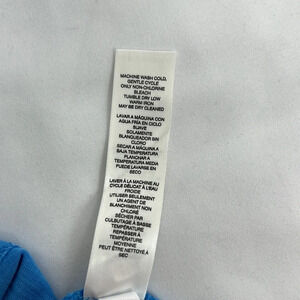 MACHINE WASH COLD,
GENTLE CYCLE
ONLY NON-CHLORINE
BLEACH
TUMBLE DRY LOW
WARM IRON
MAY BE DRY CLEANED
LAVAR A MÁQUINA CON
AGUA FRÍA EN CICLO
SUAVE
SOLAMENTE
BLANQUEADOR SIN
CLORO
SECAR A MÁQUINA A
BAJA TEMPERATURA
PLANCHAR A
TEMPERATURA MEDIA
PUEDE LAVARSE EN
SECO
LAVER À LA MACHINE AU
CYCLE DÉLICAT À L'EAU
FROIDE
UTILISER SEULEMENT
UN AGENT DE
BLANCHIMENT NON
CHLORÉ
SÉCHER PAR
CULBUTAGE A BASSE
TEMPÉRATURE
REPASSER À
TEMPÉRATURE
MOYENNE
PEUT ÊTRE NETTOYÉ À
SEC